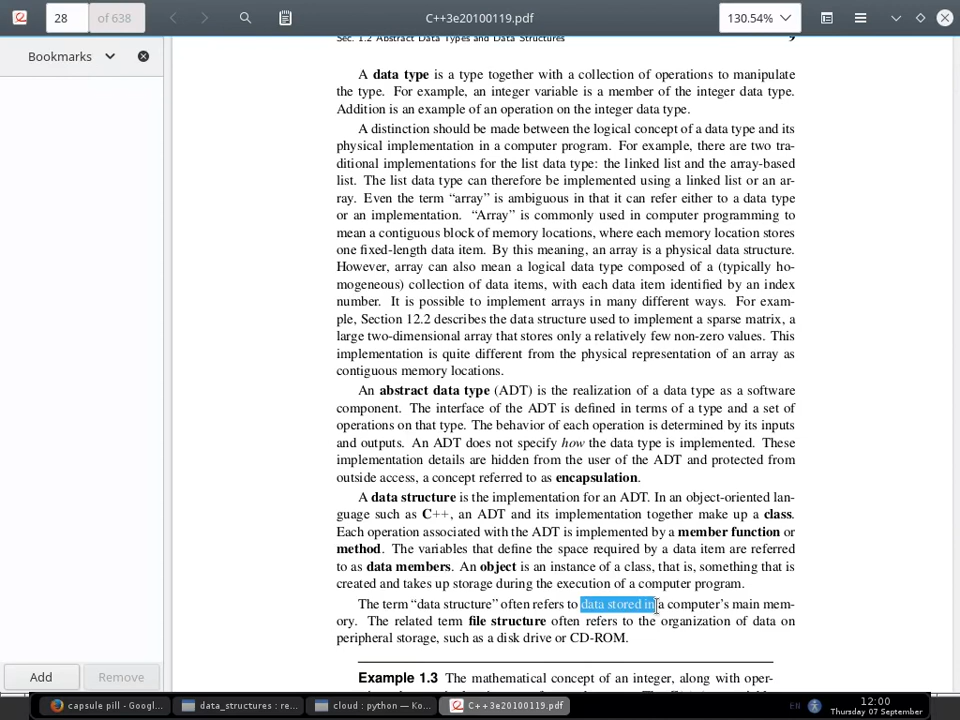 28 of 638 C++3e20100119.pdf 130.54%
Bookmarks
Sec. 1.2 Abstract Data Types and Data Structures 9
A data type is a type together with a collection of operations to manipulate
the type. For example, an integer variable is a member of the integer data type.
Addition is an example of an operation on the integer data type.
A distinction should be made between the logical concept of a data type and its
physical implementation in a computer program. For example, there are two tra-
ditional implementations for the list data type: the linked list and the array-based
list. The list data type can therefore be implemented using a linked list or an ar-
ray. Even the term “array” is ambiguous in that it can refer either to a data type
or an implementation. “Array” is commonly used in computer programming to
mean a contiguous block of memory locations, where each memory location stores
one fixed-length data item. By this meaning, an array is a physical data structure.
However, array can also mean a logical data type composed of a (typically ho-
mogeneous) collection of data items, with each data item identified by an index
number. It is possible to implement arrays in many different ways. For exam-
ple, Section 12.2 describes the data structure used to implement a sparse matrix, a
large two-dimensional array that stores only a relatively few non-zero values. This
implementation is quite different from the physical representation of an array as
contiguous memory locations.
An abstract data type (ADT) is the realization of a data type as a software
component. The interface of the ADT is defined in terms of a type and a set of
operations on that type. The behavior of each operation is determined by its inputs
and outputs. An ADT does not specify how the data type is implemented. These
implementation details are hidden from the user of the ADT and protected from
outside access, a concept referred to as encapsulation.
A data structure is the implementation for an ADT. In an object-oriented lan-
guage such as C++, an ADT and its implementation together make up a class.
Each operation associated with the ADT is implemented by a member function or
method. The variables that define the space required by a data item are referred
to as data members. An object is an instance of a class, that is, something that is
created and takes up storage during the execution of a computer program.
The term “data structure” often refers to data stored in a computer’s main mem-
ory. The related term file structure often refers to the organization of data on
peripheral storage, such as a disk drive or CD-ROM.
Example 1.3 The mathematical concept of an integer, along with oper-
Add Remove
capsule pill - Googl... data_structures : re... cloud : python — Ko... C++3e20100119.pdf EN 12:00
Thursday 07 September